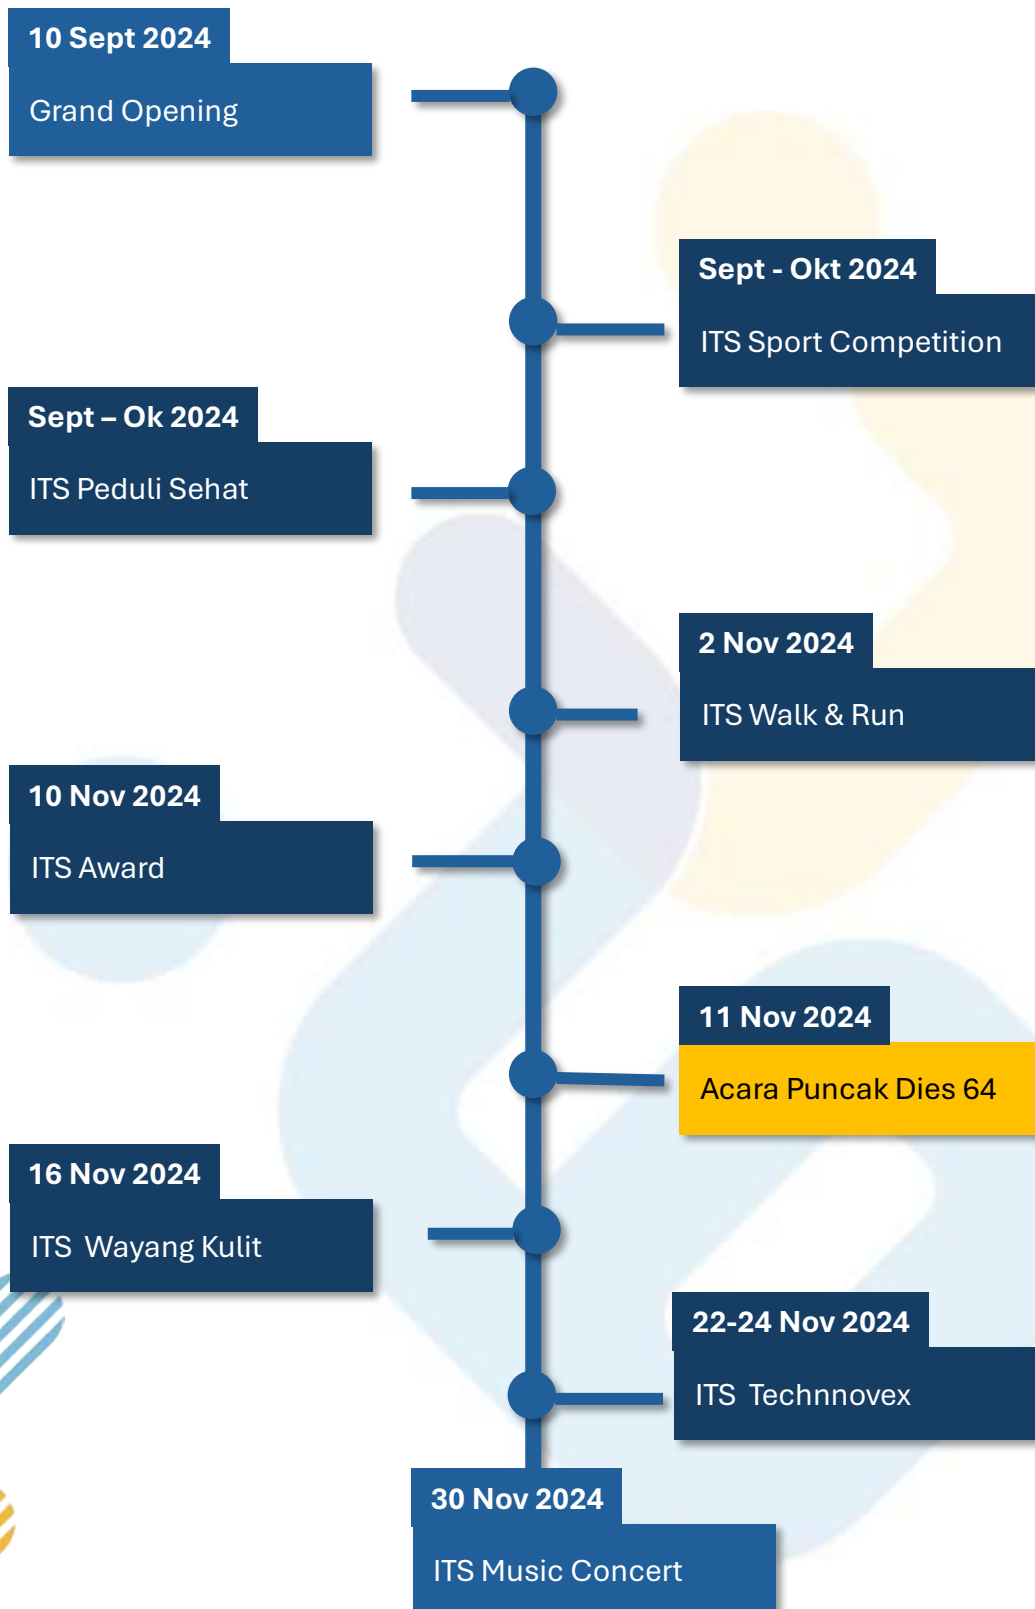 10 Sept 2024
Grand Opening
Sept - Okt 2024
ITS Sport Competition
Sept – Ok 2024
ITS Peduli Sehat
2 Nov 2024
ITS Walk & Run
10 Nov 2024
ITS Award
11 Nov 2024
Acara Puncak Dies 64
16 Nov 2024
ITS  Wayang Kulit
22-24 Nov 2024
ITS  Technnovex
30 Nov 2024
ITS Music Concert